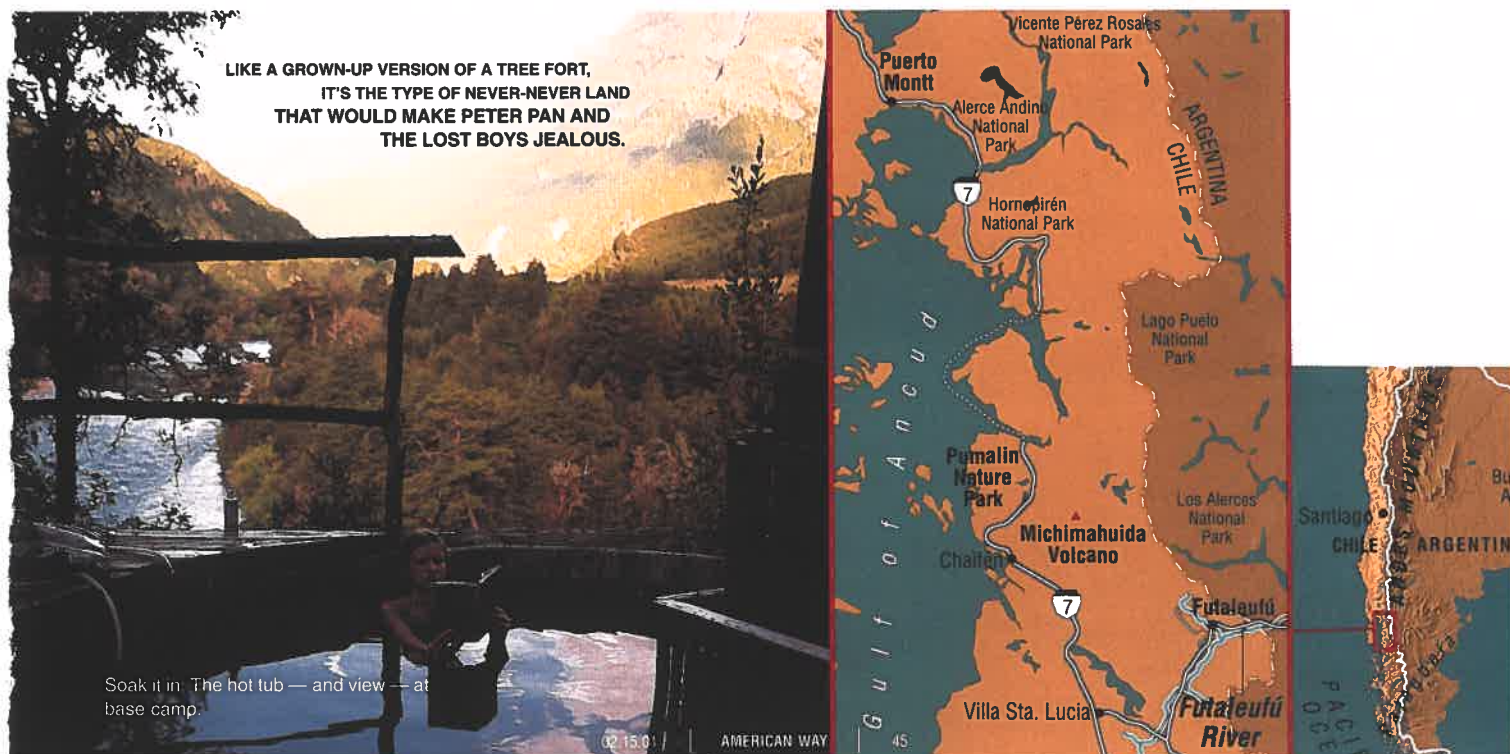 LIKE A GROWN-UP VERSION OF A TREE FORT,
IT'S THE TYPE OF NEVER-NEVER LAND
THAT WOULD MAKE PETER PAN AND
THE LOST BOYS JEALOUS.
Soak it in: The hot tub — and view — at
base camp.
02.15.01 / | AMERICAN WAY | 45
Vicente Pérez Rosales
National Park
Puerto
Montt
Alerce Andino
National
Park
ARGENTINA
CHILE
7
Hornopirén
National Park
Lago Puelo
National
Park
Gulf of Ancud
Pumalin
Nature
Park
Los Alerces
National
Park
Michimahuida
Volcano
Chaitén
7
Futaleufú
Villa Sta. Lucia
Futaleufú
River
Santiago
CHILE
ARGENTIN
ANDES MOUNTAINS